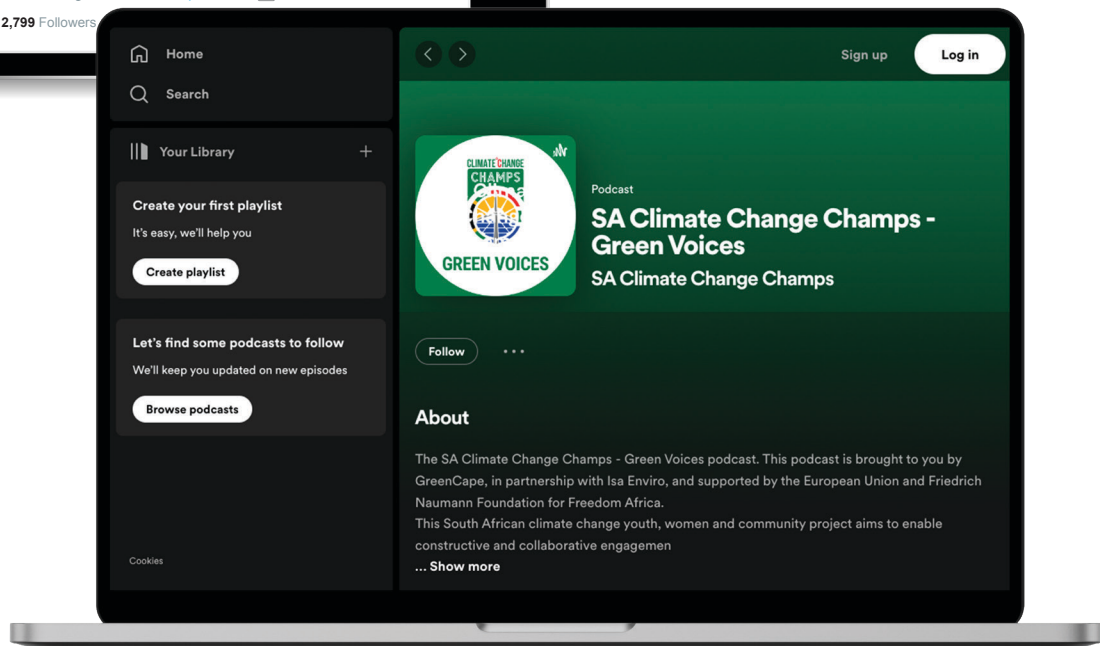 2,799 Followers
Home
Search
Your Library
Create your first playlist
It's easy, we'll help you
Create playlist
Let's find some podcasts to follow
We'll keep you updated on new episodes
Browse podcasts
Cookies
Sign up
Log in
CLIMATE CHANGE
CHAMPS
GREEN VOICES
Podcast
SA Climate Change Champs -
Green Voices
SA Climate Change Champs
Follow
About
The SA Climate Change Champs - Green Voices podcast. This podcast is brought to you by
GreenCape, in partnership with Isa Enviro, and supported by the European Union and Friedrich
Naumann Foundation for Freedom Africa.
This South African climate change youth, women and community project aims to enable
constructive and collaborative engagemen
... Show more